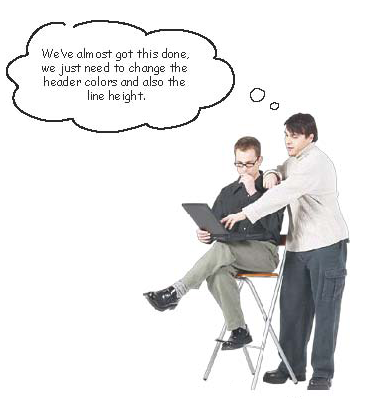 We've almost got this done,
we just need to change the
header colors and also the
line height.